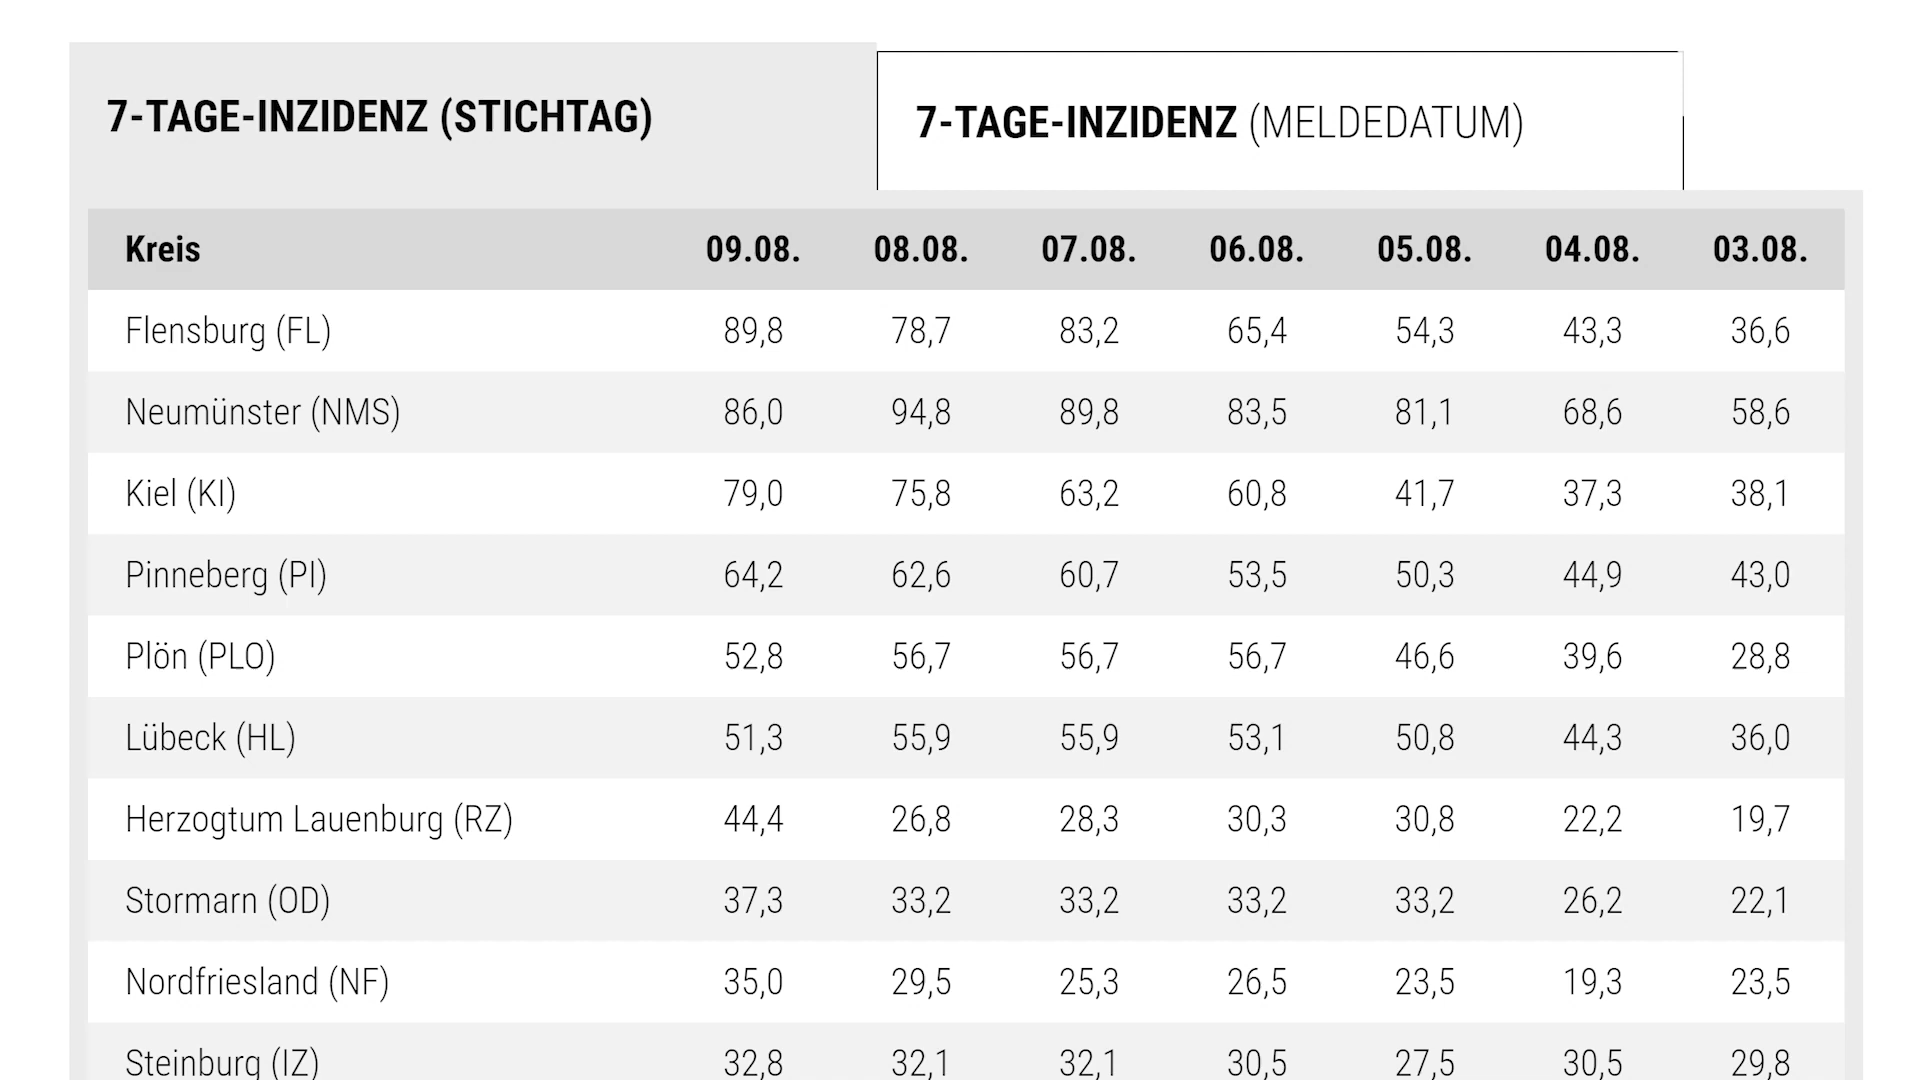 7-TAGE-INZIDENZ (STICHTAG)
7-TAGE-INZIDENZ (MELDEDATUM)
Kreis 09.08. 08.08. 07.08. 06.08. 05.08. 04.08. 03.08.
Flensburg (FL) 89,8 78,7 83,2 65,4 54,3 43,3 36,6
Neumünster (NMS) 86,0 94,8 89,8 83,5 81,1 68,6 58,6
Kiel (KI) 79,0 75,8 63,2 60,8 41,7 37,3 38,1
Pinneberg (PI) 64,2 62,6 60,7 53,5 50,3 44,9 43,0
Plön (PLO) 52,8 56,7 56,7 56,7 46,6 39,6 28,8
Lübeck (HL) 51,3 55,9 55,9 53,1 50,8 44,3 36,0
Herzogtum Lauenburg (RZ) 44,4 26,8 28,3 30,3 30,8 22,2 19,7
Stormarn (OD) 37,3 33,2 33,2 33,2 33,2 26,2 22,1
Nordfriesland (NF) 35,0 29,5 25,3 26,5 23,5 19,3 23,5
Steinburg (IZ) 32,8 32,1 32,1 30,5 27,5 30,5 29,8